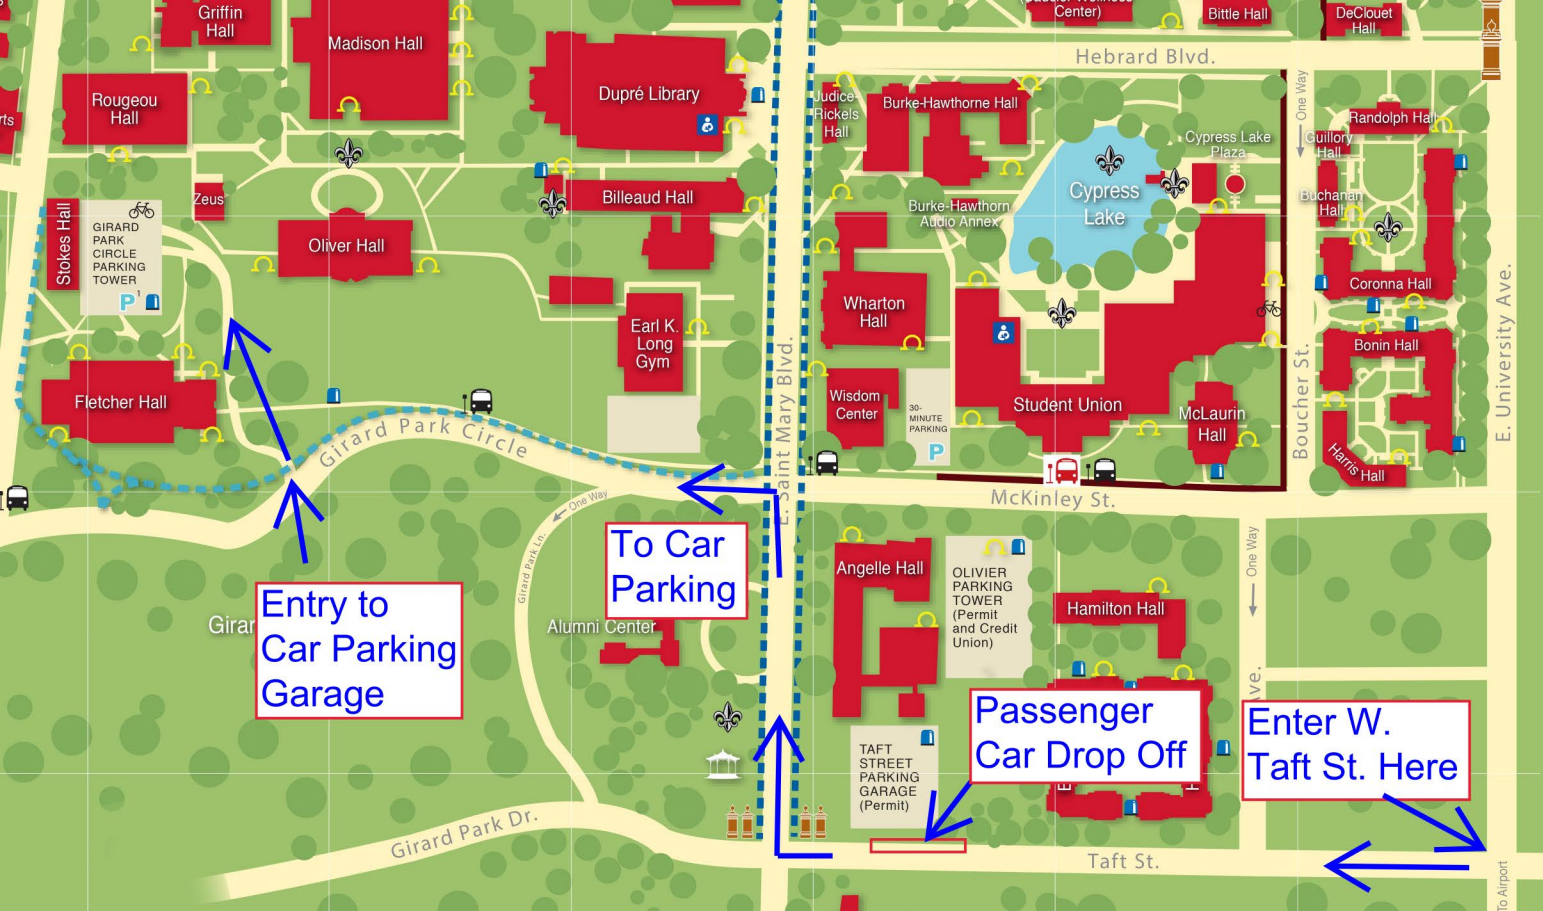 Griffin
Hall
Madison Hall
Center)
Bittle Hall
DeClouet
Hall
Hebrard Blvd.
Rougeou
Hall
Dupré Library
Judice-
Rickels
Hall
Burke-Hawthorne Hall
One Way
Randolph Hall
Guillory
Hall
Cypress Lake
Plaza
Cypress
Lake
Zeus
Billeaud Hall
Buchanan
Hall
Burke-Hawthorn
Audio Annex
Stokes Hall
GIRARD
PARK
CIRCLE
PARKING
TOWER
P1
Oliver Hall
Coronna Hall
Wharton
Hall
Earl K.
Long
Gym
Bonin Hall
E. Saint Mary Blvd.
Boucher St.
E. University Ave.
Fletcher Hall
Wisdom
Center
30-
MINUTE
PARKING
P
Student Union
McLaurin
Hall
Harris Hall
Girard Park Circle
McKinley St.
One Way
Girard Park Ln.
One Way
To Car
Parking
Angelle Hall
OLIVIER
PARKING
TOWER
(Permit
and Credit
Union)
Hamilton Hall
Entry to
Car Parking
Garage
Girar
Alumni Center
Ave.
Passenger
Car Drop Off
Enter W.
Taft St. Here
TAFT
STREET
PARKING
GARAGE
(Permit)
Girard Park Dr.
Taft St.
To Airport